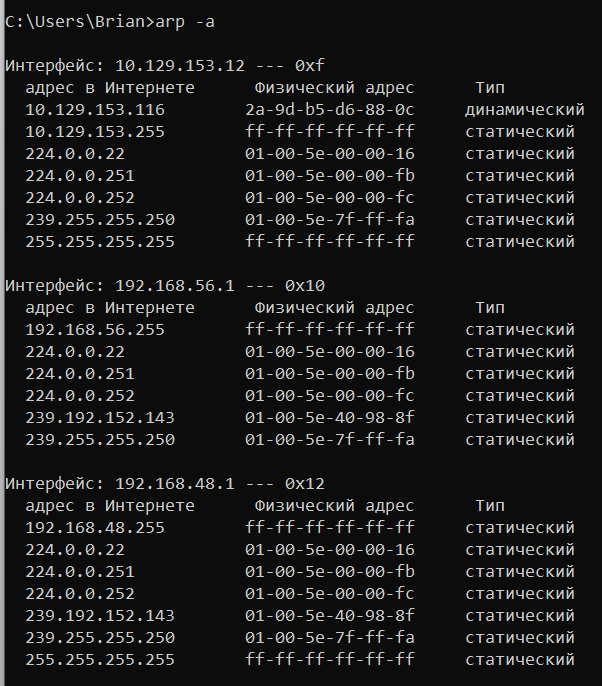 C:\Users\Brian>arp -a
Интерфейс: 10.129.153.12 --- 0xf
адрес в Интернете Физический адрес Тип
10.129.153.116 2a-9d-b5-d6-88-0c динамический
10.129.153.255 ff-ff-ff-ff-ff-ff статический
224.0.0.22 01-00-5e-00-00-16 статический
224.0.0.251 01-00-5e-00-00-fb статический
224.0.0.252 01-00-5e-00-00-fc статический
239.255.255.250 01-00-5e-7f-ff-fa статический
255.255.255.255 ff-ff-ff-ff-ff-ff статический
Интерфейс: 192.168.56.1 --- 0x10
адрес в Интернете Физический адрес Тип
192.168.56.255 ff-ff-ff-ff-ff-ff статический
224.0.0.22 01-00-5e-00-00-16 статический
224.0.0.251 01-00-5e-00-00-fb статический
224.0.0.252 01-00-5e-00-00-fc статический
239.192.152.143 01-00-5e-40-98-8f статический
239.255.255.250 01-00-5e-7f-ff-fa статический
Интерфейс: 192.168.48.1 --- 0x12
адрес в Интернете Физический адрес Тип
192.168.48.255 ff-ff-ff-ff-ff-ff статический
224.0.0.22 01-00-5e-00-00-16 статический
224.0.0.251 01-00-5e-00-00-fb статический
224.0.0.252 01-00-5e-00-00-fc статический
239.192.152.143 01-00-5e-40-98-8f статический
239.255.255.250 01-00-5e-7f-ff-fa статический
255.255.255.255 ff-ff-ff-ff-ff-ff статический